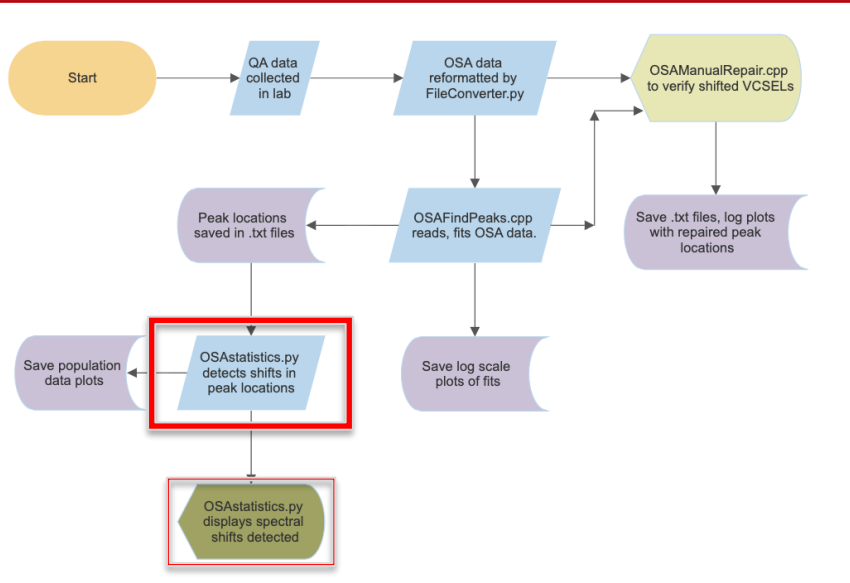 Start
QA data
collected
in lab
OSA data
reformatted by
FileConverter.py
OSAManualRepair.cpp
to verify shifted VCSELs
Peak locations
saved in .txt files
OSAFindPeaks.cpp
reads, fits OSA data.
Save .txt files, log plots
with repaired peak
locations
Save population
data plots
OSAstatistics.py
detects shifts in
peak locations
Save log scale
plots of fits
OSAstatistics.py
displays spectral
shifts detected